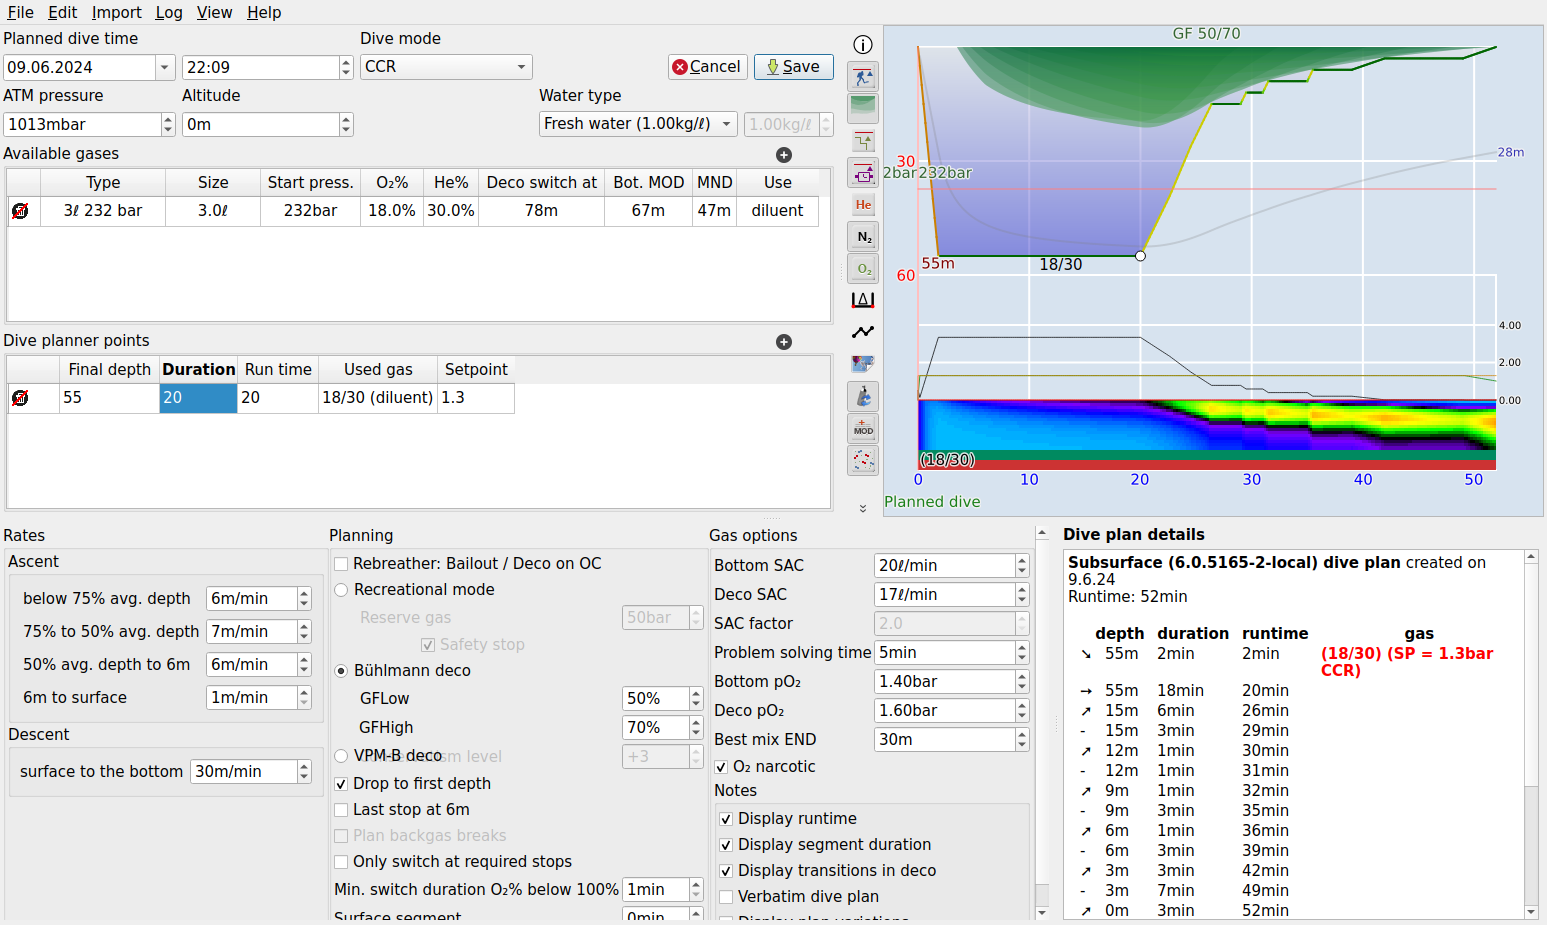 File Edit Import Log View Help
Planned dive time
Dive mode
09.06.2024
22:09
CCR
Cancel
Save
ATM pressure
Altitude
Water type
1013mbar
0m
Fresh water (1.00kg/ℓ)
1.00kg/ℓ
Available gases
Type Size Start press. O₂% He% Deco switch at Bot. MOD MND Use
3ℓ 232 bar 3.0ℓ 232bar 18.0% 30.0% 78m 67m 47m diluent
Dive planner points
Final depth Duration Run time Used gas Setpoint
55 20 20 18/30 (diluent) 1.3
He
N₂
O₂
MOD
GF 50/70
30
2bar 232bar
28m
55m
18/30
60
4.00
2.00
0.00
(18/30)
0 10 20 30 40 50
Planned dive
Rates
Ascent
below 75% avg. depth 6m/min
75% to 50% avg. depth 7m/min
50% avg. depth to 6m 6m/min
6m to surface 1m/min
Descent
surface to the bottom 30m/min
Planning
Rebreather: Bailout / Deco on OC
Recreational mode
Reserve gas 50bar
Safety stop
Bühlmann deco
GFLow 50%
GFHigh 70%
VPM-B deco
+3
Drop to first depth
Last stop at 6m
Plan backgas breaks
Only switch at required stops
Min. switch duration O₂% below 100% 1min
Surface segment 0min
Gas options
Bottom SAC 20ℓ/min
Deco SAC 17ℓ/min
SAC factor 2.0
Problem solving time 5min
Bottom pO₂ 1.40bar
Deco pO₂ 1.60bar
Best mix END 30m
O₂ narcotic
Notes
Display runtime
Display segment duration
Display transitions in deco
Verbatim dive plan
Display plan variations
Dive plan details
Subsurface (6.0.5165-2-local) dive plan created on
9.6.24
Runtime: 52min
depth duration runtime gas
➘ 55m 2min 2min (18/30) (SP = 1.3bar
CCR)
➙ 55m 18min 20min
➚ 15m 6min 26min
- 15m 3min 29min
➚ 12m 1min 30min
- 12m 1min 31min
➚ 9m 1min 32min
- 9m 3min 35min
➚ 6m 1min 36min
- 6m 3min 39min
➚ 3m 3min 42min
- 3m 7min 49min
➚ 0m 3min 52min